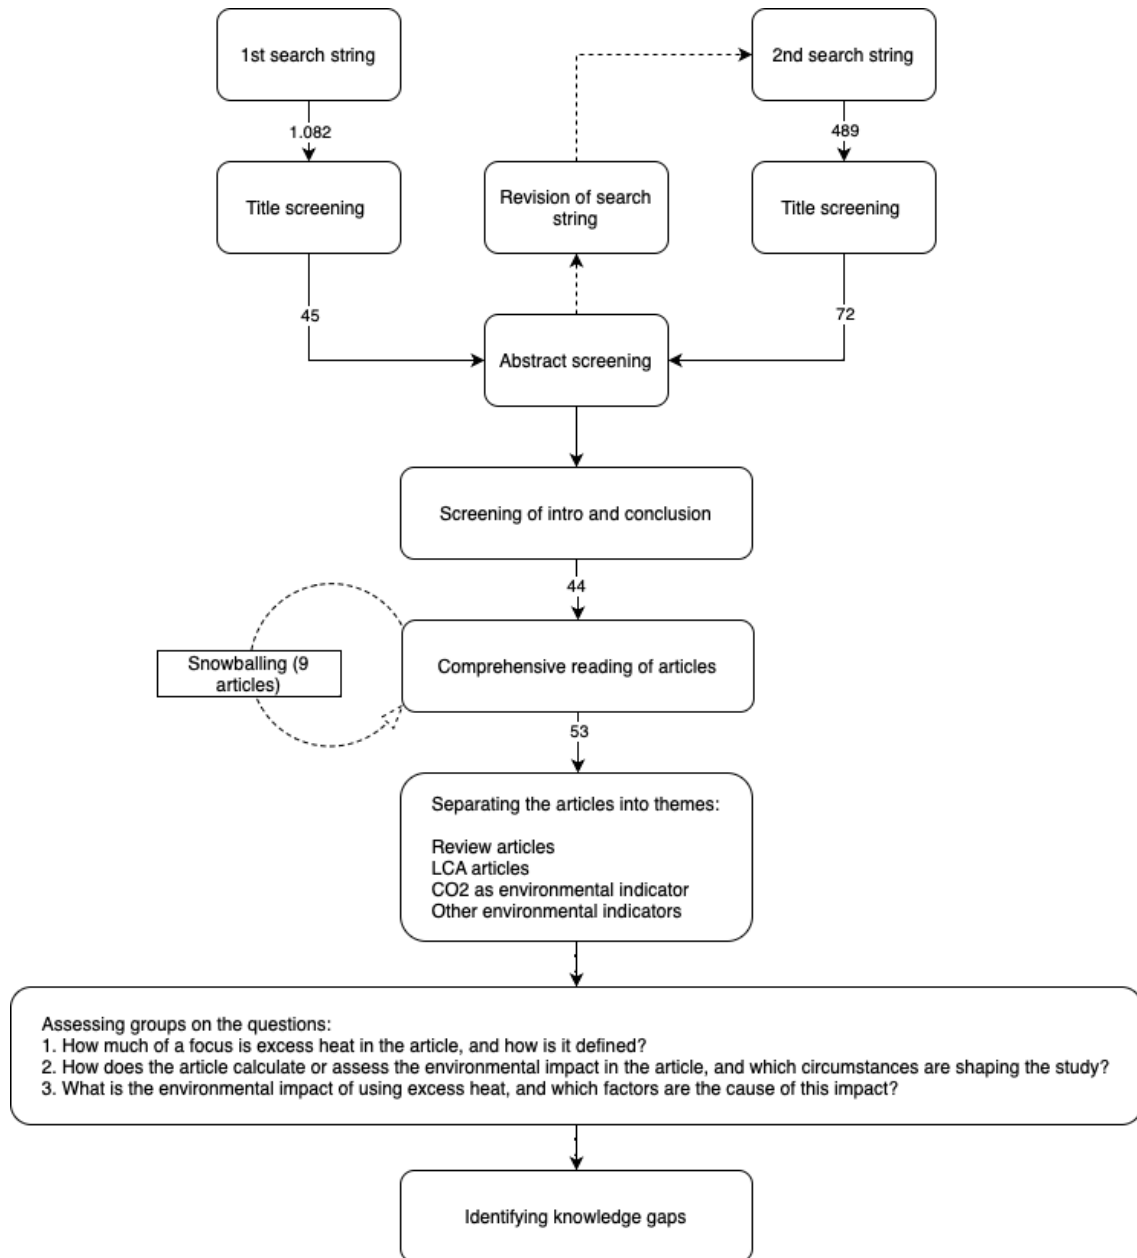 1st search string
2nd search string
1.082
489
Title screening
Revision of search
string
Title screening
45
72
Abstract screening
Screening of intro and conclusion
44
Snowballing (9
articles)
Comprehensive reading of articles
53
Separating the articles into themes:
Review articles
LCA articles
CO2 as environmental indicator
Other environmental indicators
Assessing groups on the questions:
1. How much of a focus is excess heat in the article, and how is it defined?
2. How does the article calculate or assess the environmental impact in the article, and which circumstances are shaping the study?
3. What is the environmental impact of using excess heat, and which factors are the cause of this impact?
Identifying knowledge gaps